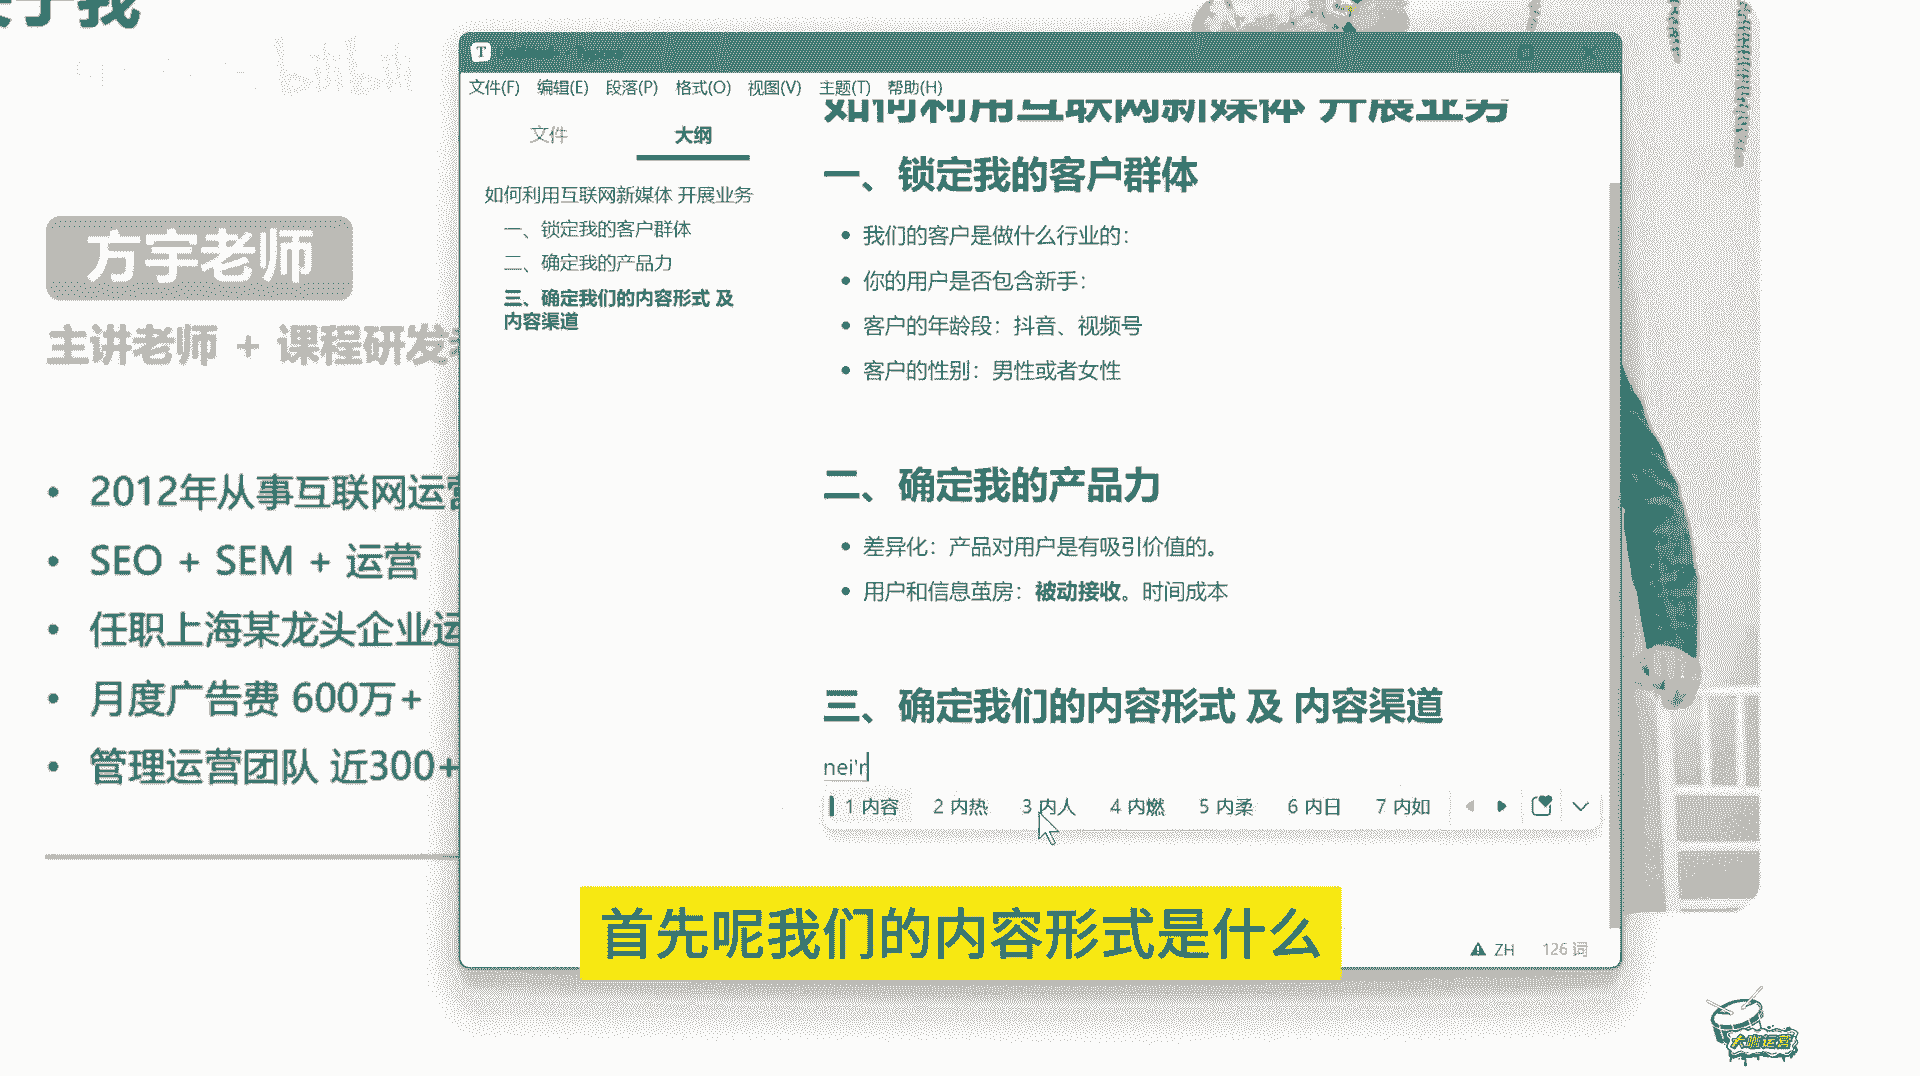 关于我
bilibili
方宇老师
主讲老师 + 课程研发
2012年从事互联网运营
SEO + SEM + 运营
任职上海某龙头企业运
月度广告费 600万+
管理运营团队 近300+
T
文件(F) 编辑(E) 段落(P) 格式(O) 视图(V) 主题(T) 帮助(H)
文件 大纲
如何利用互联网新媒体 开展业务
一、锁定我的客户群体
二、确定我的产品力
三、确定我们的内容形式 及
内容渠道
如何利用互联网新媒体 开展业务
一、锁定我的客户群体
我们的客户是做什么行业的：
你的用户是否包含新手：
客户的年龄段：抖音、视频号
客户的性别：男性或者女性
二、确定我的产品力
差异化：产品对用户是有吸引价值的。
用户和信息茧房：被动接收。时间成本
三、确定我们的内容形式 及 内容渠道
nei'r
1 内容 2 内热 3 内人 4 内燃 5 内柔 6 内日 7 内如
首先呢我们的内容形式是什么
ZH 126 词
大咖运营